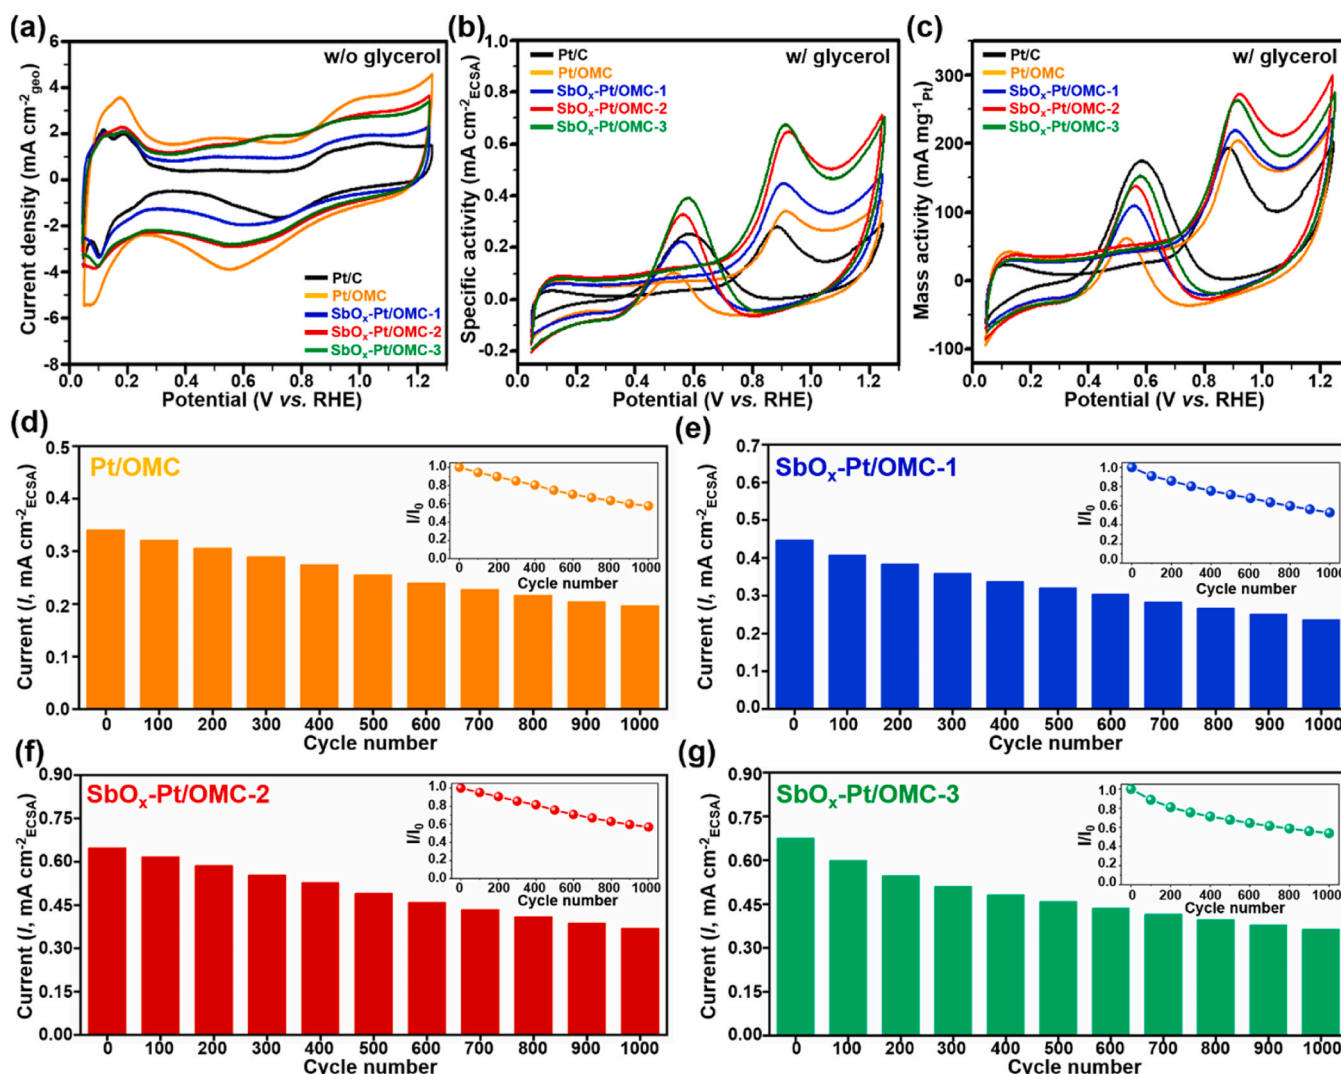 (a)
w/o glycerol
Current density (mA cm⁻²geo)
6
4
2
0
-2
-4
-6
-8
Pt/C
Pt/OMC
SbOₓ-Pt/OMC-1
SbOₓ-Pt/OMC-2
SbOₓ-Pt/OMC-3
0.0 0.2 0.4 0.6 0.8 1.0 1.2
Potential (V vs. RHE)
(b)
w/ glycerol
Specific activity (mA cm⁻²ECSA)
1.0
0.8
0.6
0.4
0.2
0.0
-0.2
Pt/C
Pt/OMC
SbOₓ-Pt/OMC-1
SbOₓ-Pt/OMC-2
SbOₓ-Pt/OMC-3
0.0 0.2 0.4 0.6 0.8 1.0 1.2
Potential (V vs. RHE)
(c)
w/ glycerol
Mass activity (mA mg⁻¹Pt)
300
200
100
0
-100
Pt/C
Pt/OMC
SbOₓ-Pt/OMC-1
SbOₓ-Pt/OMC-2
SbOₓ-Pt/OMC-3
0.0 0.2 0.4 0.6 0.8 1.0 1.2
Potential (V vs. RHE)
(d)
Pt/OMC
Current (I, mA cm⁻²ECSA)
0.5
0.4
0.3
0.2
0.1
0.0
0 100 200 300 400 500 600 700 800 900 1000
Cycle number
I/I₀
1.0
0.8
0.6
0.4
0.2
0.0
0 200 400 600 800 1000
Cycle number
(e)
SbOₓ-Pt/OMC-1
Current (I, mA cm⁻²ECSA)
0.7
0.6
0.5
0.4
0.3
0.2
0.1
0.0
0 100 200 300 400 500 600 700 800 900 1000
Cycle number
I/I₀
1.0
0.8
0.6
0.4
0.2
0.0
0 200 400 600 800 1000
Cycle number
(f)
SbOₓ-Pt/OMC-2
Current (I, mA cm⁻²ECSA)
0.90
0.75
0.60
0.45
0.30
0.15
0.00
0 100 200 300 400 500 600 700 800 900 1000
Cycle number
I/I₀
1.0
0.8
0.6
0.4
0.2
0.0
0 200 400 600 800 1000
Cycle number
(g)
SbOₓ-Pt/OMC-3
Current (I, mA cm⁻²ECSA)
0.90
0.75
0.60
0.45
0.30
0.15
0.00
0 100 200 300 400 500 600 700 800 900 1000
Cycle number
I/I₀
1.0
0.8
0.6
0.4
0.2
0.0
0 200 400 600 800 1000
Cycle number